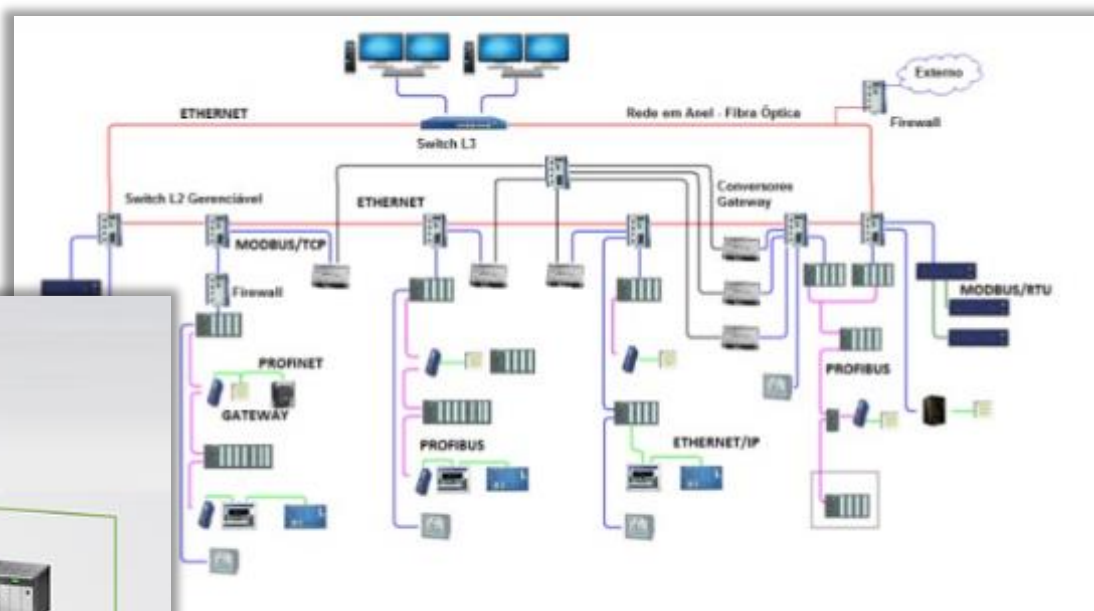 Externo
ETHERNET
Rede em Anel - Fibra Óptica
Firewall
Switch L3
Switch L2 Gerenciável
ETHERNET
Conversores
Gateway
MODBUS/TCP
Firewall
MODBUS/RTU
PROFINET
PROFIBUS
GATEWAY
PROFIBUS
ETHERNET/IP